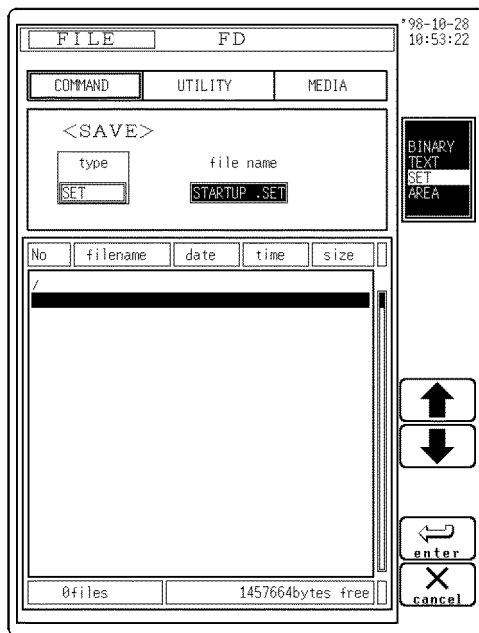 '98-10-28
FILE FD
10:53:22
COMMAND UTILITY MEDIA
<SAVE>
type file name
SET STARTUP .SET
BINARY
TEXT
SET
AREA
No filename date time size
/
0files 1457664bytes free
enter
cancel